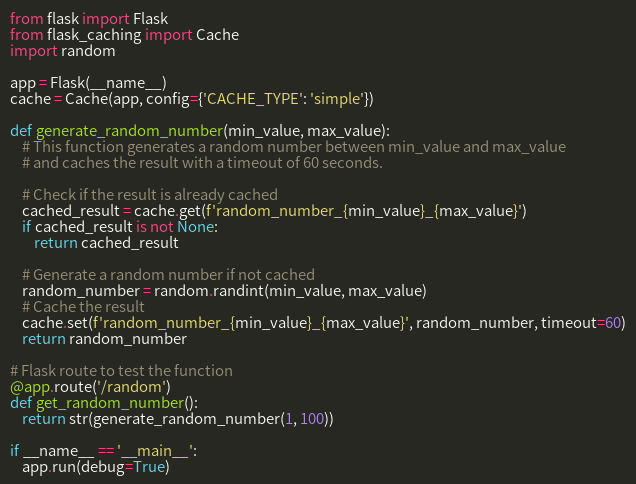 from flask import Flask
from flask_caching import Cache
import random

app = Flask(__name__)
cache = Cache(app, config={'CACHE_TYPE': 'simple'})

def generate_random_number(min_value, max_value):
    # This function generates a random number between min_value and max_value
    # and caches the result with a timeout of 60 seconds.

    # Check if the result is already cached
    cached_result = cache.get(f'random_number_{min_value}_{max_value}')
    if cached_result is not None:
        return cached_result

    # Generate a random number if not cached
    random_number = random.randint(min_value, max_value)
    # Cache the result
    cache.set(f'random_number_{min_value}_{max_value}', random_number, timeout=60)
    return random_number

# Flask route to test the function
@app.route('/random')
def get_random_number():
    return str(generate_random_number(1, 100))

if __name__ == '__main__':
    app.run(debug=True)